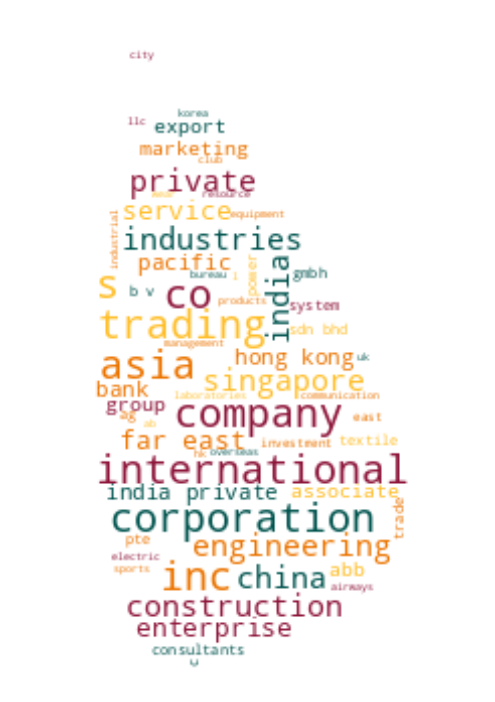 city
korea
llc
export
marketing
club
private
resource
service
equipment
industrial
industries
pacific
india
power
bureau
gmbh
s
b v
co
products
system
trading
sdn bhd
management
asia
hong kong
uk
singapore
bank
laboratories
communication
group
company
ag
east
ab
far east
investment
textile
hk
overseas
international
india private
associate
corporation
trade
pte
engineering
electric
sports
inc
china
abb
airways
construction
enterprise
consultants